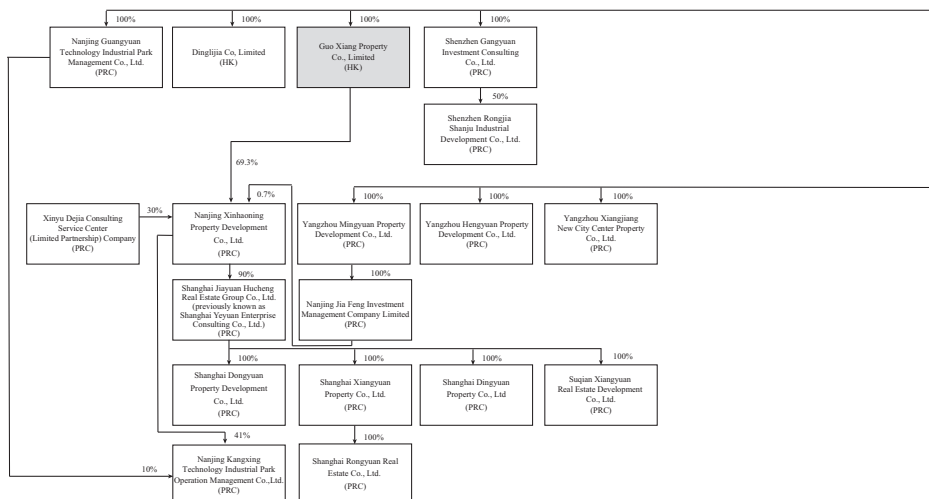 100%
100%
100%
100%
Nanjing Guangyuan
Technology Industrial Park
Management Co., Ltd.
(PRC)
Dinglijia Co, Limited
(HK)
Guo Xiang Property
Co., Limited
(HK)
Shenzhen Gangyuan
Investment Consulting
Co., Ltd.
(PRC)
50%
Shenzhen Rongjia
Shanju Industrial
Development Co., Ltd.
(PRC)
69.3%
0.7%
100%
100%
100%
Xinyu Dejia Consulting
Service Center
(Limited Partnership) Company
(PRC)
30%
Nanjing Xinhaoning
Property Development
Co., Ltd.
(PRC)
Yangzhou Mingyuan Property
Development Co., Ltd.
(PRC)
Yangzhou Hengyuan Property
Development Co., Ltd.
(PRC)
Yangzhou Xiangjiang
New City Center Property
Co., Ltd.
(PRC)
90%
100%
Shanghai Jiayuan Hucheng
Real Estate Group Co., Ltd.
(previously known as
Shanghai Yeyuan Enterprise
Consulting Co., Ltd.)
(PRC)
Nanjing Jia Feng Investment
Management Company Limited
(PRC)
100%
100%
100%
100%
Shanghai Dongyuan
Property Development
Co., Ltd.
(PRC)
Shanghai Xiangyuan
Property Co., Ltd.
(PRC)
Shanghai Dingyuan
Property Co., Ltd
(PRC)
Suqian Xiangyuan
Real Estate Development
Co., Ltd.
(PRC)
41%
100%
10%
Nanjing Kangxing
Technology Industrial Park
Operation Management Co.,Ltd.
(PRC)
Shanghai Rongyuan Real
Estate Co., Ltd.
(PRC)